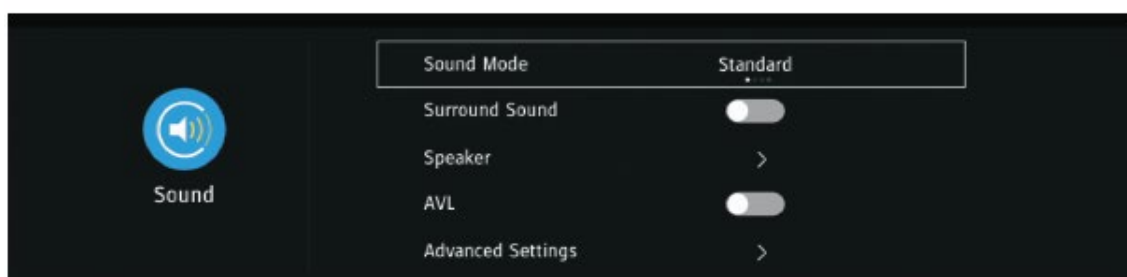 Sound
Sound Mode Standard
Surround Sound
Speaker
AVL
Advanced Settings